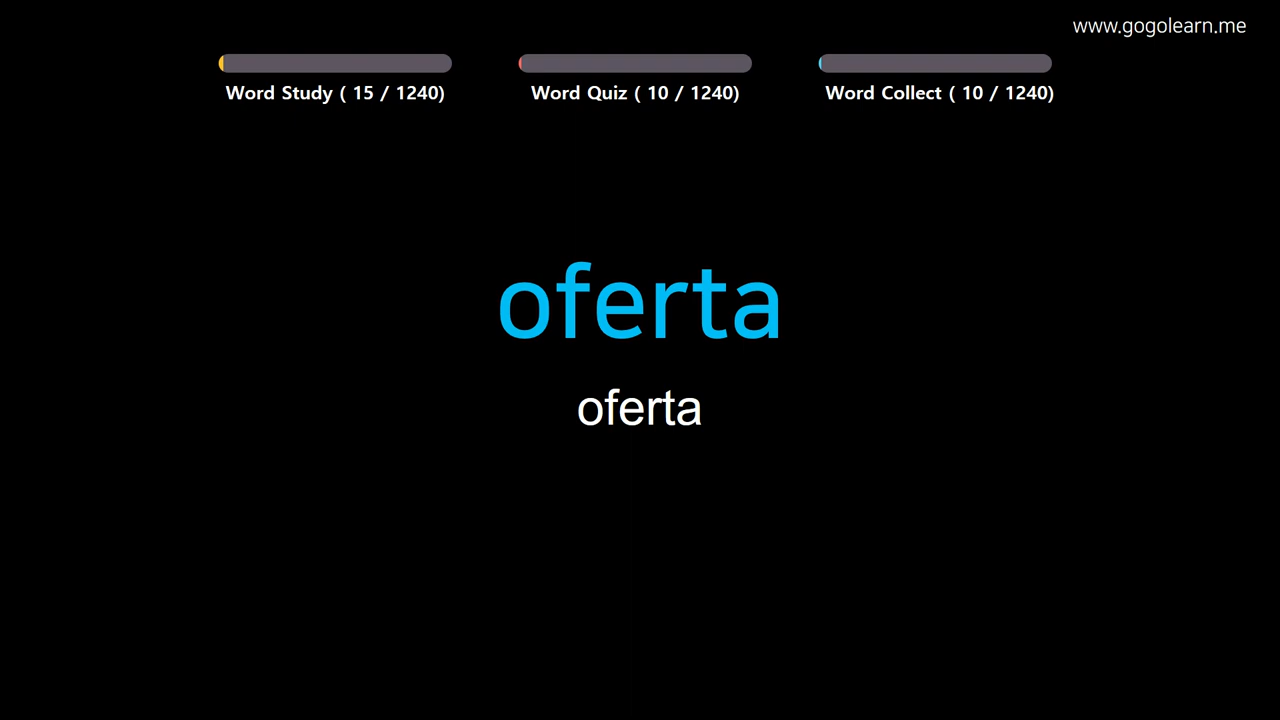 www.gogolearn.me
Word Study ( 15 / 1240)
Word Quiz ( 10 / 1240)
Word Collect ( 10 / 1240)
oferta
oferta